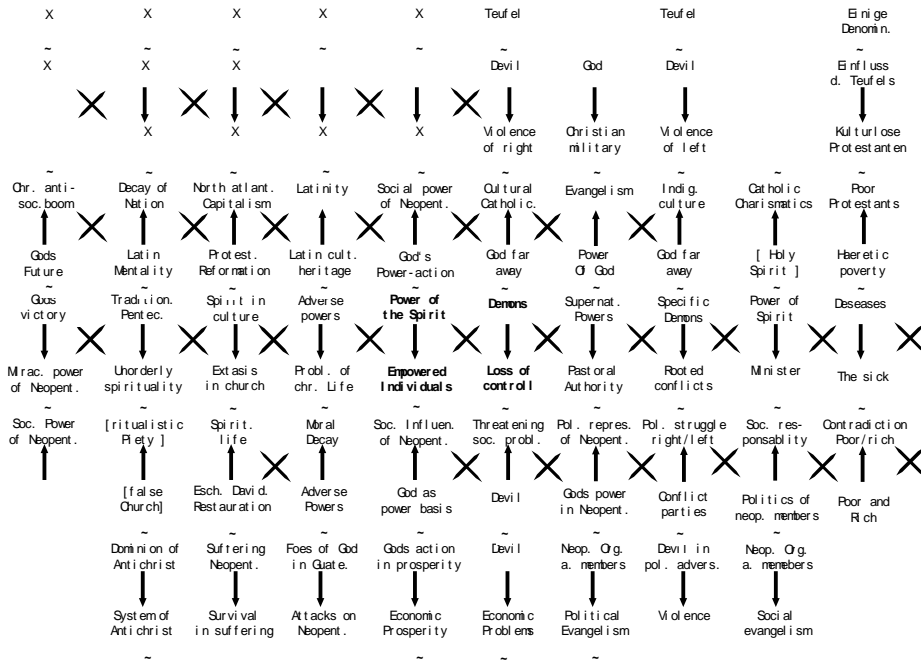 X X X X X Teufel Teufel Einige
Denomin.
~ ~ ~ ~ ~ ~ ~ ~
X X X Devil God Devil Einfluss
d. Teufels
X X X X Violence Christian Violence Kulturlose
of right military of left Protestanten
~ ~ ~ ~ ~ ~ ~ ~ ~ ~
Chr. anti- Decay of North atlant. Latinity Social power Cultural Evangelism Indig. Catholic Poor
soc.boom Nation Capitalism of Neopent. Catholic. culture Charismatics Protestants
Gods Latin Protest. Latin cult. God's God far Power God far [Holy Haeretic
Future Mentality Reformation heritage Power-action away Of God away Spirit] poverty
~ ~ ~ ~ ~ ~ ~ ~ ~ ~
Gods Tradition. Spirit in Adverse Power of Demons Supernat. Specific Power of Deseases
victory Pentec. culture powers the Spirit Powers Demons Spirit
Mirac. power Unorderly Extasis Probl. of Empowered Loss of Pastoral Rooted Minister The sick
of Neopent. spirituality in church chr. Life Individuals controll Authority conflicts
~ ~ ~ ~ ~ ~ ~ ~ ~ ~
Soc. Power [ritualistic Spirit. Moral Soc. Influen. Threatening Pol. repres. Pol. struggle Soc. res- Contradiction
of Neopent. Piety] life Decay of Neopent. soc. probl. of Neopent. right/left ponsablity Poor/rich
[false Esch. David. Adverse God as Devil Gods power Conflict Politics of Poor and
Church] Restauration Powers power basis in Neopent. parties neop. members Rich
~ ~ ~ ~ ~ ~ ~ ~
Dominion of Suffering Foes of God Gods action Devil Neop. Org. Devil in Neop. Org.
Antichrist Neopent. in Guate. in prosperity a. memebers pol. advers. a. memebers
System of Survival Attacks on Economic Economic Political Violence Social
Antichrist in suffering Neopent. Prosperity Problems Evangelism evangelism
~ ~ ~ ~